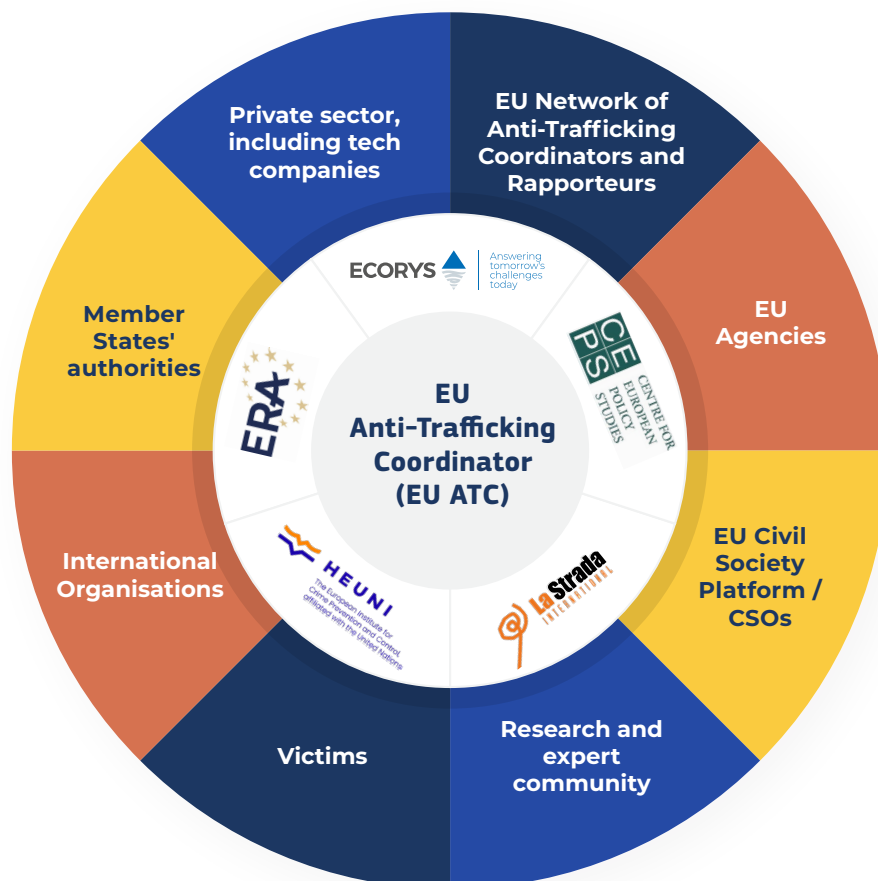 Private sector,
including tech
companies
EU Network of
Anti-Trafficking
Coordinators and
Rapporteurs
EU
Agencies
EU Civil
Society
Platform /
CSOs
Research and
expert
community
Victims
International
Organisations
Member
States'
authorities
ECORYS
Answering
tomorrow's
challenges
today
CE
PS
CENTRE FOR
EUROPEAN
POLICY
STUDIES
La Strada
INTERNATIONAL
HEUNI
The European Institute for
Crime Prevention and Control,
affiliated with the United Nations
ERA
EU
Anti-Trafficking
Coordinator
(EU ATC)